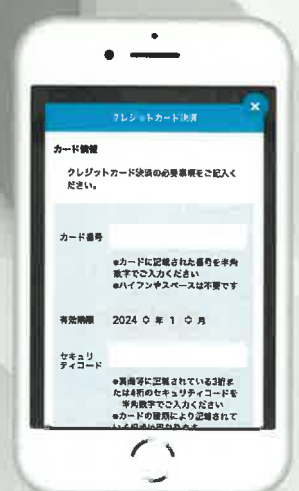 クレジットカード決済
×
カード情報
クレジットカード決済の必要事項をご記入く
ださい。
カード番号
●カードに記載された番号を半角
数字でご入力ください
●ハイフンやスペースは不要です
有効期限 2024 年 1 月
セキュリ
ティコード
●裏面等に記載されている3桁ま
たは4桁のセキュリティコードを
半角数字でご入力ください
●カードの種類により記載されて